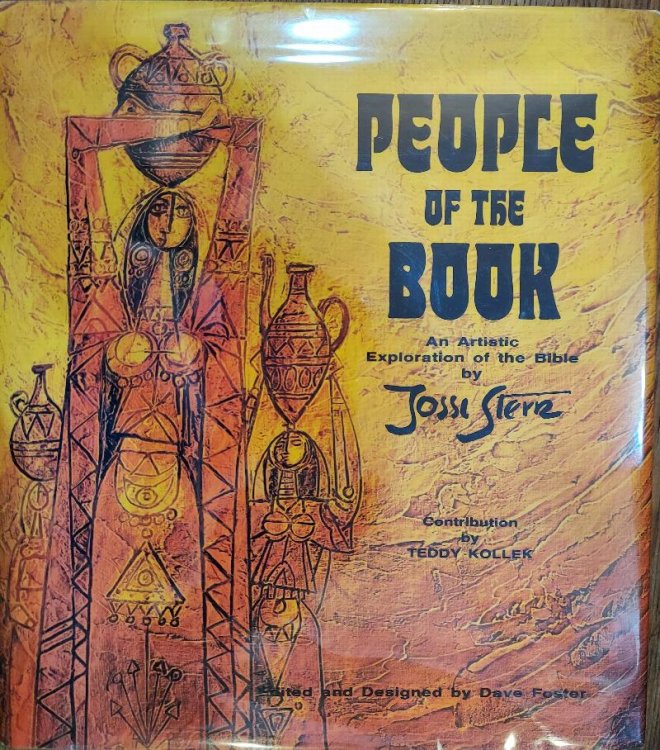 PEOPLE
OF THE
BOOK
An Artistic
Exploration of the Bible
by
Jossi Stern
Contribution
by
TEDDY KOLLEK
Edited and Designed by Dave Foster